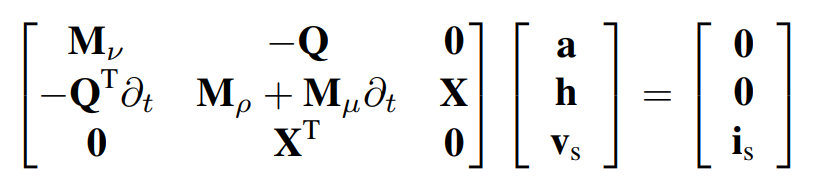 [ M_ν −Q 0 ] [ a ] [ 0 ]
[ −Q^T ∂_t M_ρ + M_μ ∂_t X ] [ h ] = [ 0 ]
[ 0 X^T 0 ] [ v_s ] [ i_s ]